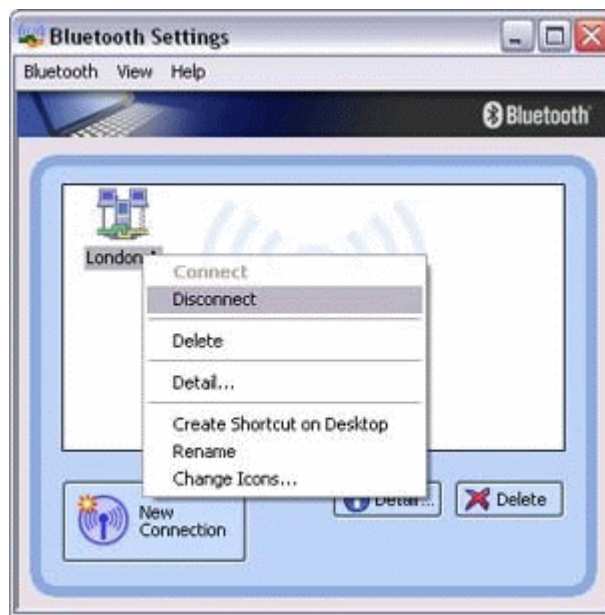 Bluetooth Settings
Bluetooth View Help
Bluetooth
London
Connect
Disconnect
Delete
Detail...
Create Shortcut on Desktop
Rename
Change Icons...
New
Connection
Detail...
Delete